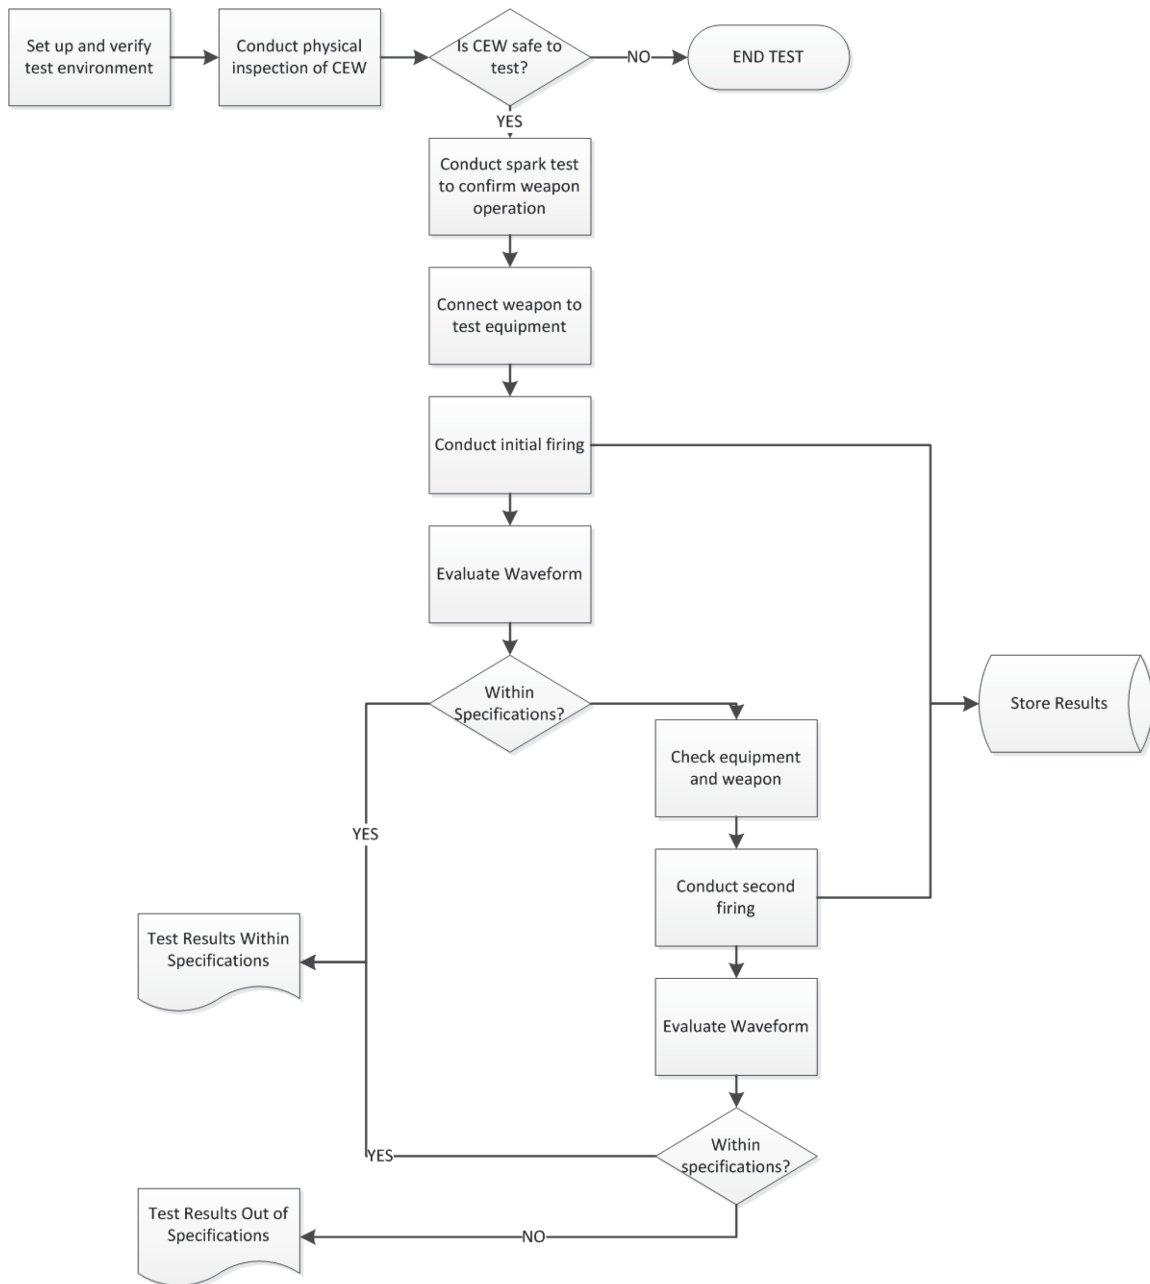 Set up and verify
test environment
Conduct physical
inspection of CEW
Is CEW safe to
test?
NO
END TEST
YES
Conduct spark test
to confirm weapon
operation
Connect weapon to
test equipment
Conduct initial firing
Evaluate Waveform
Within
Specifications?
Store Results
Check equipment
and weapon
YES
Conduct second
firing
Test Results Within
Specifications
Evaluate Waveform
Within
specifications?
YES
Test Results Out of
Specifications
NO